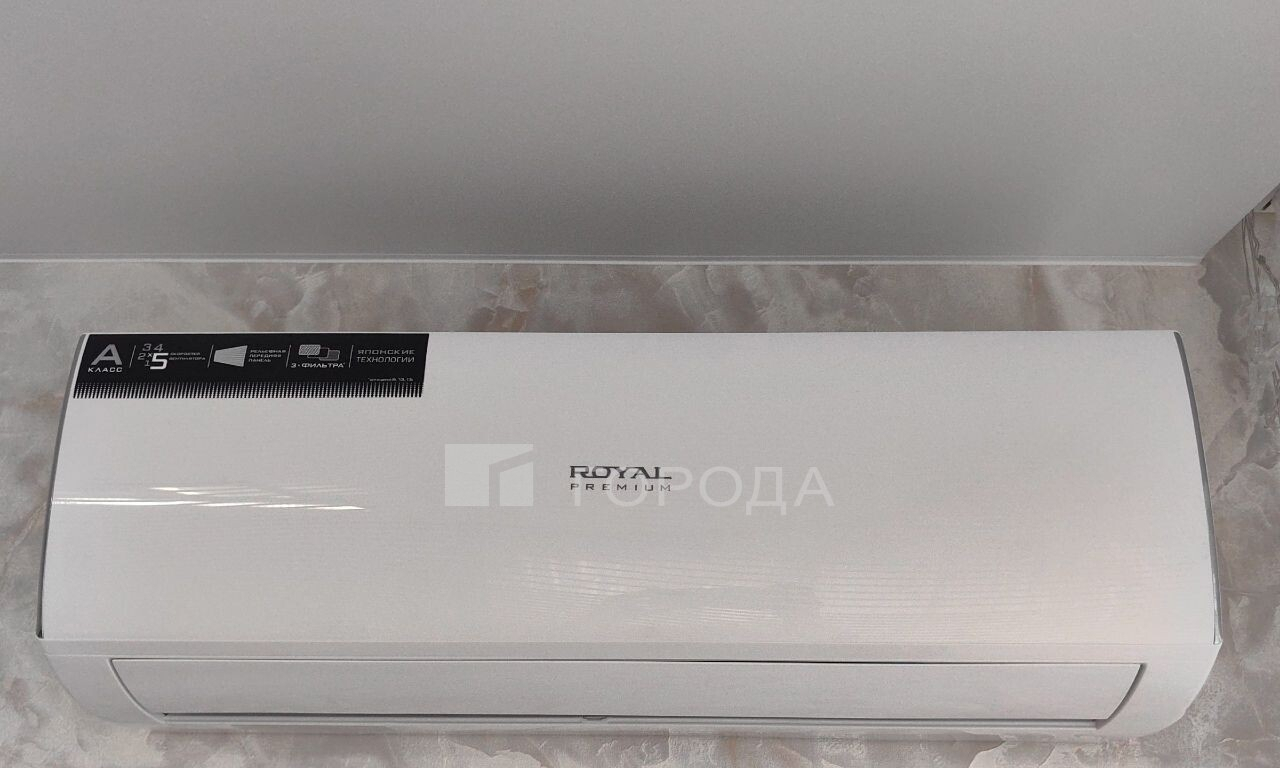 А
КЛАСС
3 4
2 x 5
1
СКОРОСТЕЙ
ВЕНТИЛЯТОРА
РЕЛЬЕФНАЯ
ПЕРЕДНЯЯ
ПАНЕЛЬ
3 - ФИЛЬТРА*
ЯПОНСКИЕ
ТЕХНОЛОГИИ
ROYAL
PREMIUM
ГОРОДА